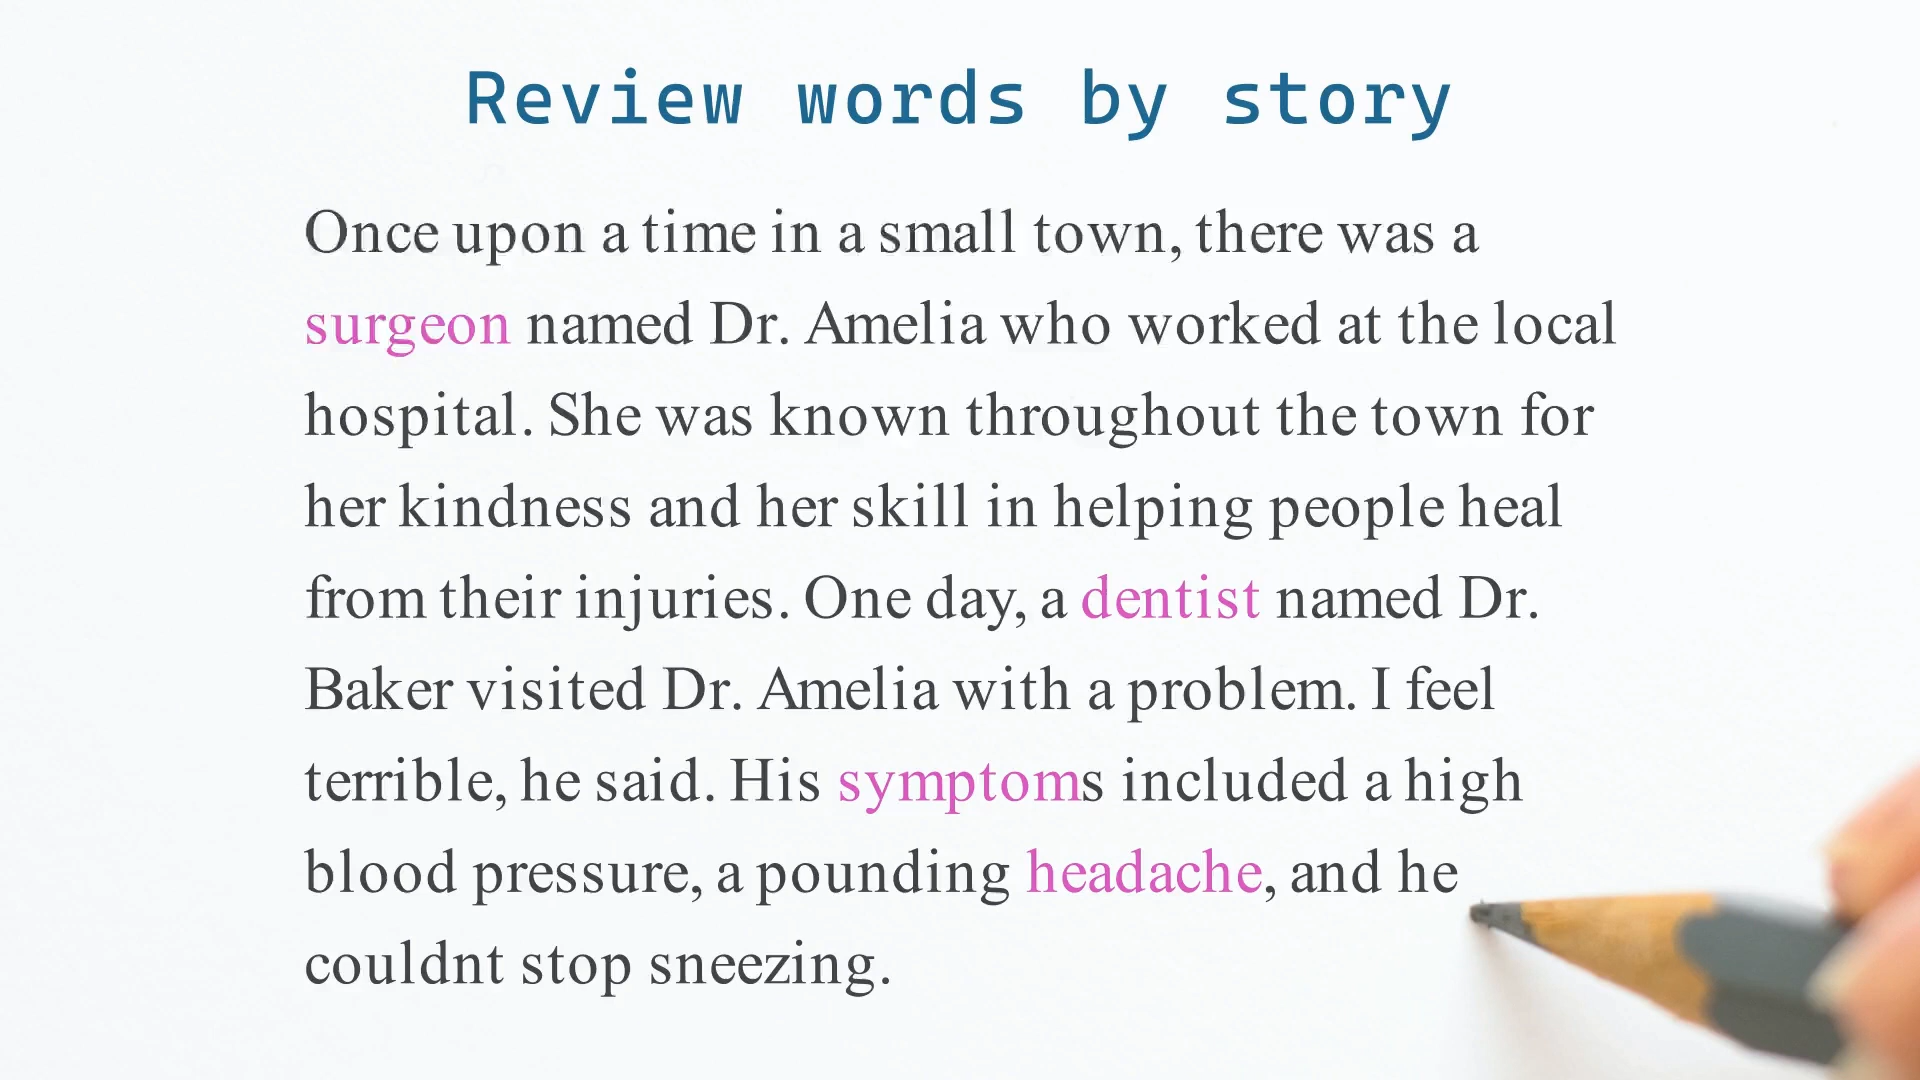 Review words by story
Once upon a time in a small town, there was a
surgeon named Dr. Amelia who worked at the local
hospital. She was known throughout the town for
her kindness and her skill in helping people heal
from their injuries. One day, a dentist named Dr.
Baker visited Dr. Amelia with a problem. I feel
terrible, he said. His symptoms included a high
blood pressure, a pounding headache, and he
couldnt stop sneezing.